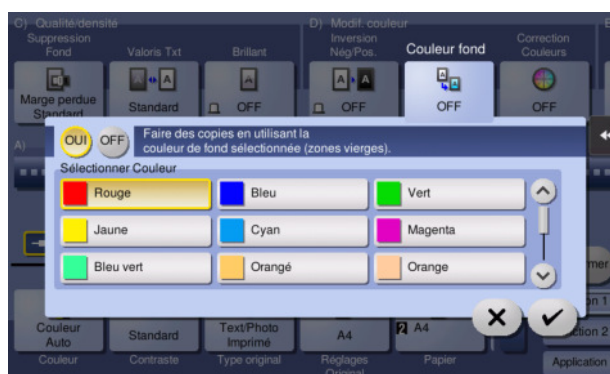 C) Qualité/densité
D) Modif. couleur
Suppression
Fond
Valoris Txt
Brillant
Inversion
Nég/Pos.
Couleur fond
Correction
Couleurs
Marge perdue
Standard
Standard
OFF
OFF
OFF
OFF
A)
OUI
OFF
Faire des copies en utilisant la
couleur de fond sélectionnée (zones vierges).
Sélectionner Couleur
Rouge
Bleu
Vert
Jaune
Cyan
Magenta
Bleu vert
Orangé
Orange
Couleur
Auto
Standard
Text/Photo
Imprimé
A4
2 A4
Couleur
Contraste
Type original
Réglages
Original
Papier
Application